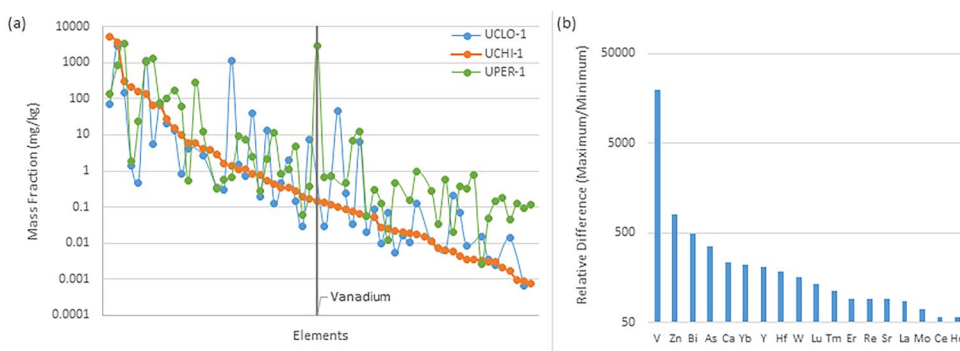 (a)
10000
1000
100
10
1
0.1
0.01
0.001
0.0001
Mass Fraction (mg/kg)
UCLO-1
UCHI-1
UPER-1
Vanadium
Elements
(b)
50000
5000
500
50
Relative Difference (Maximum/Minimum)
V Zn Bi As Ca Yb Y Hf W Lu Tm Er Re Sr La Mo Ce Ho